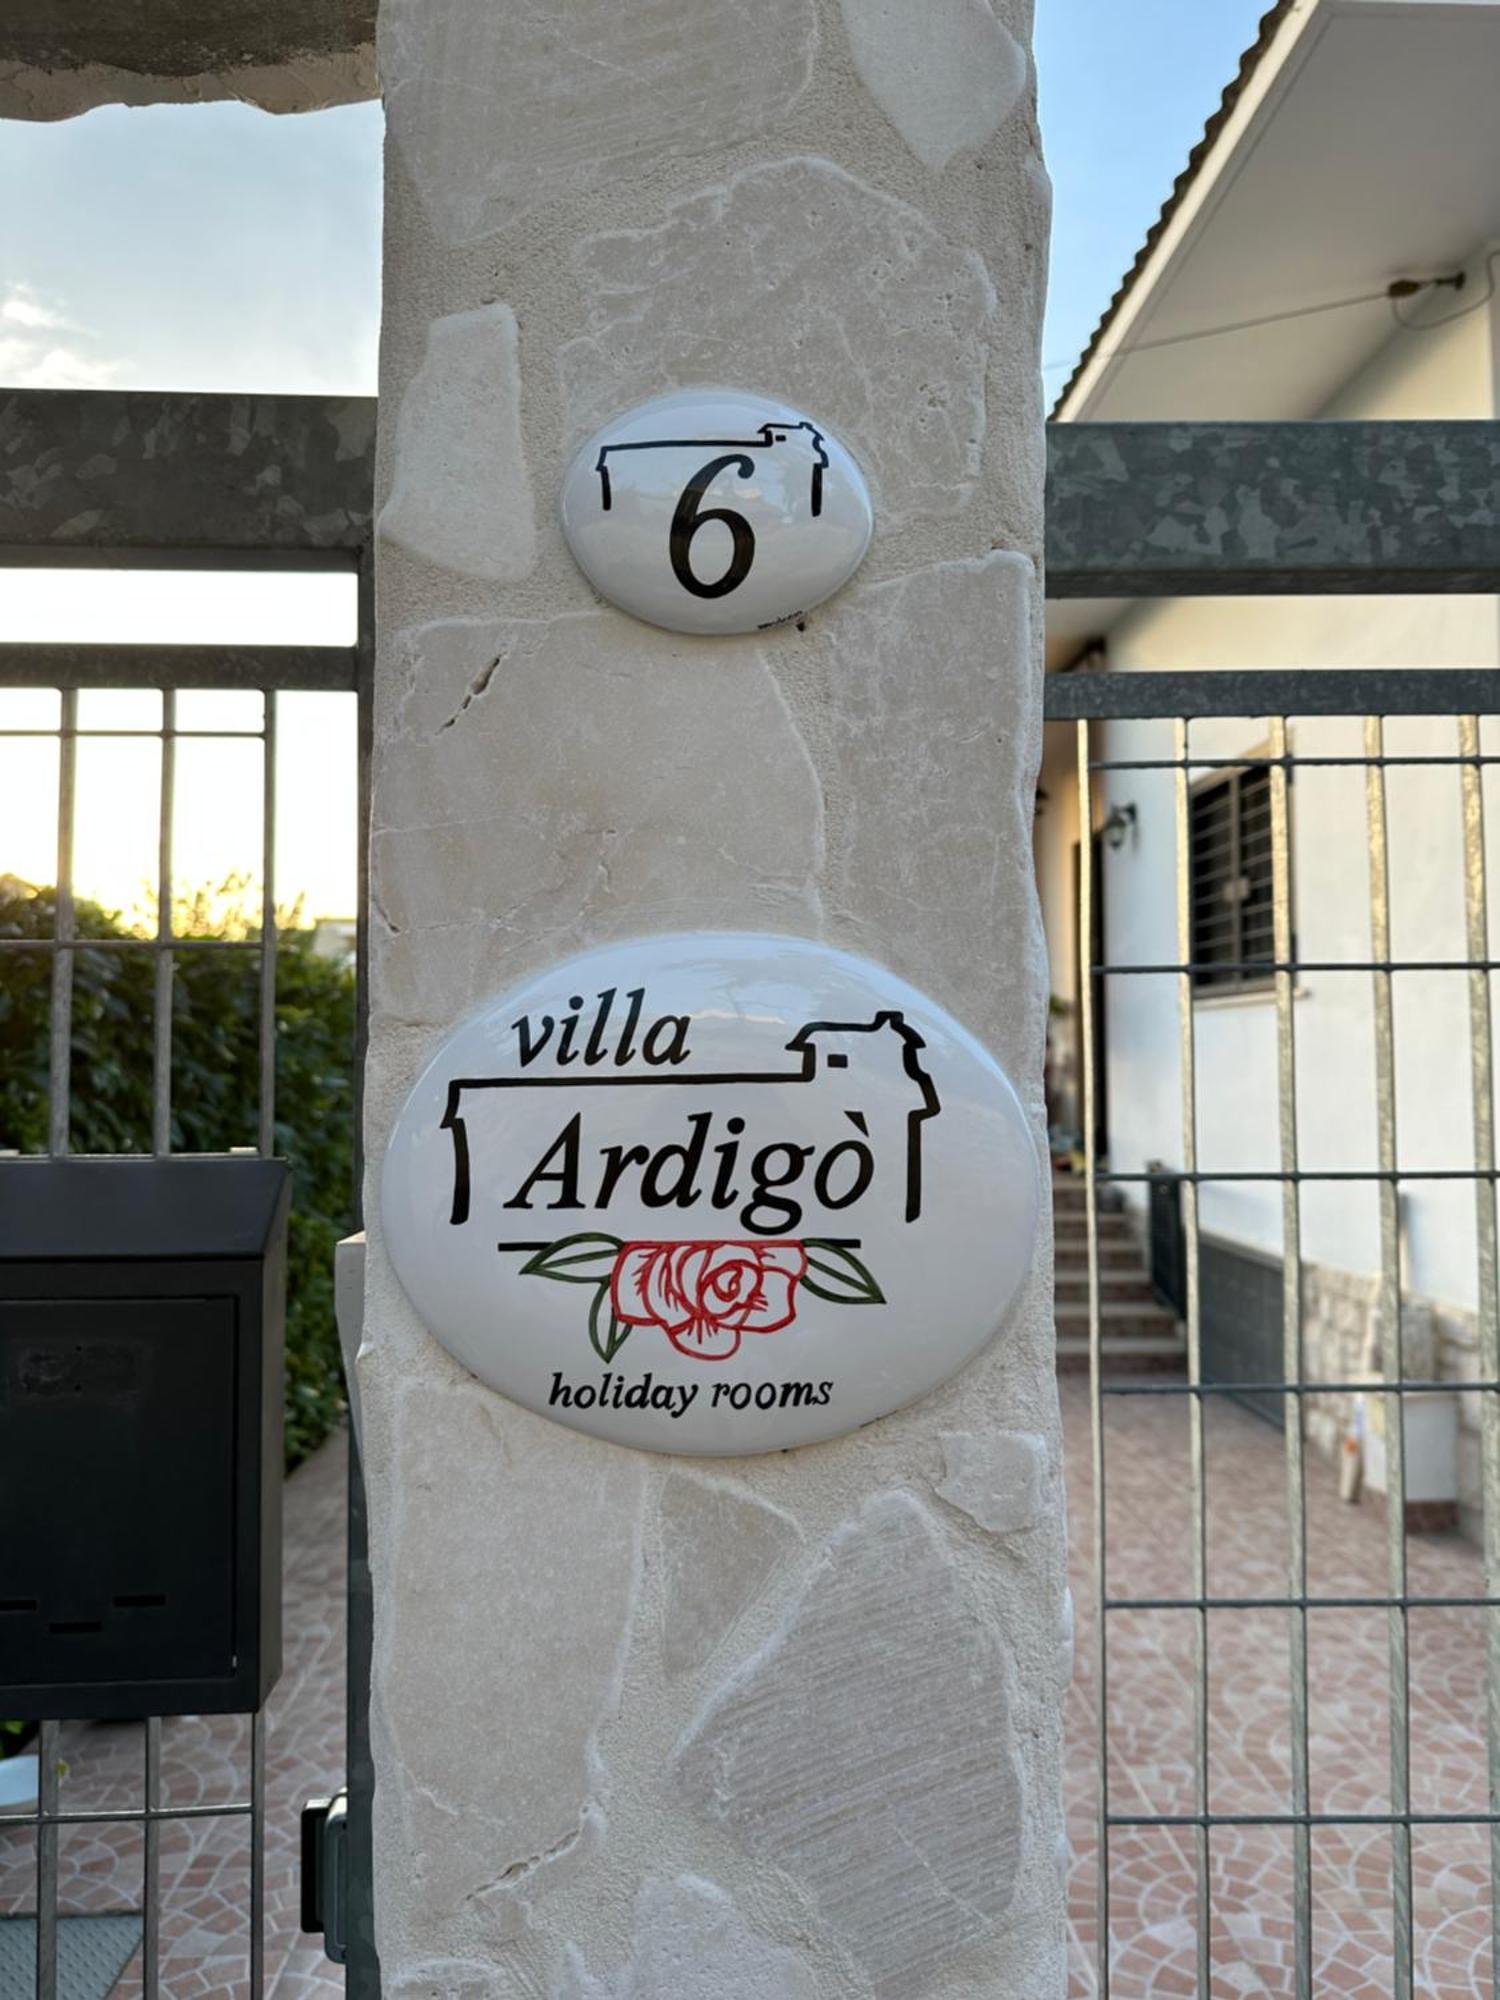 6
villa
Ardigò
holiday rooms